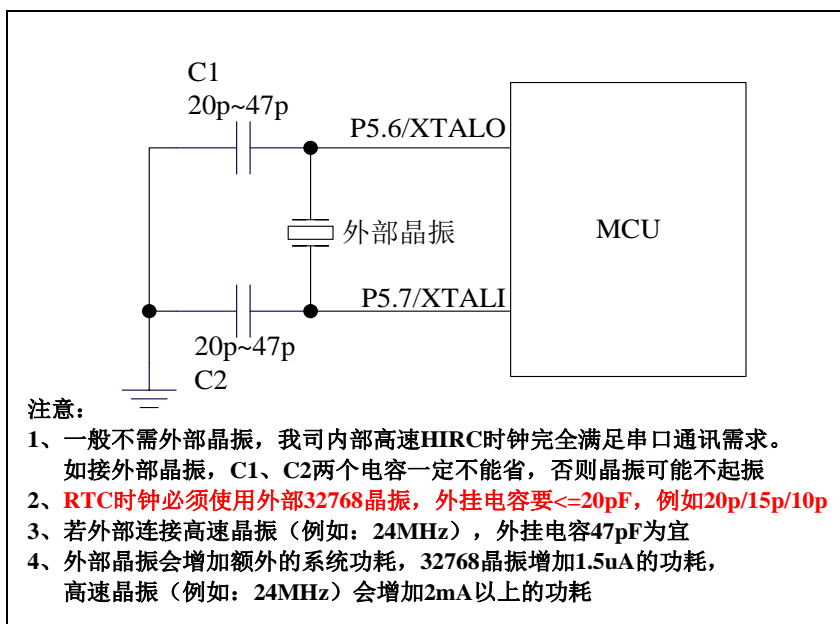 C1
20p~47p
P5.6/XTALO
外部晶振
MCU
P5.7/XTALI
20p~47p
C2
注意：
1、一般不需外部晶振，我司内部高速HIRC时钟完全满足串口通讯需求。
如接外部晶振，C1、C2两个电容一定不能省，否则晶振可能不起振
2、RTC时钟必须使用外部32768晶振，外挂电容要<=20pF，例如20p/15p/10p
3、若外部连接高速晶振（例如：24MHz），外挂电容47pF为宜
4、外部晶振会增加额外的系统功耗，32768晶振增加1.5uA的功耗，
高速晶振（例如：24MHz）会增加2mA以上的功耗